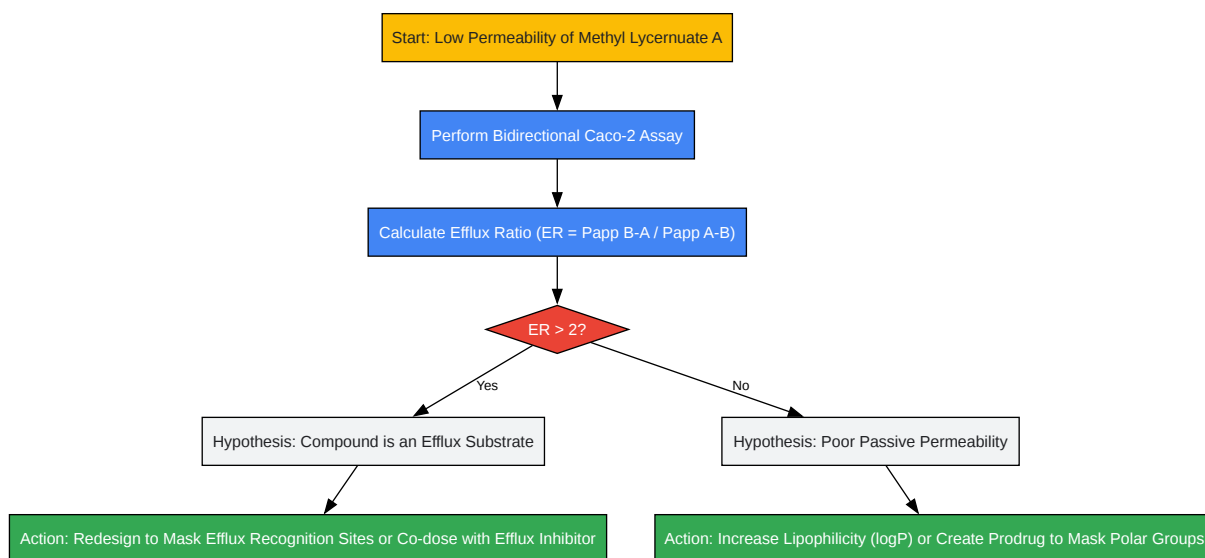 Start: Low Permeability of Methyl Lycernuate A
Perform Bidirectional Caco-2 Assay
Calculate Efflux Ratio (ER = Papp B-A / Papp A-B)
ER > 2?
Yes
No
Hypothesis: Compound is an Efflux Substrate
Hypothesis: Poor Passive Permeability
Action: Redesign to Mask Efflux Recognition Sites or Co-dose with Efflux Inhibitor
Action: Increase Lipophilicity (logP) or Create Prodrug to Mask Polar Groups